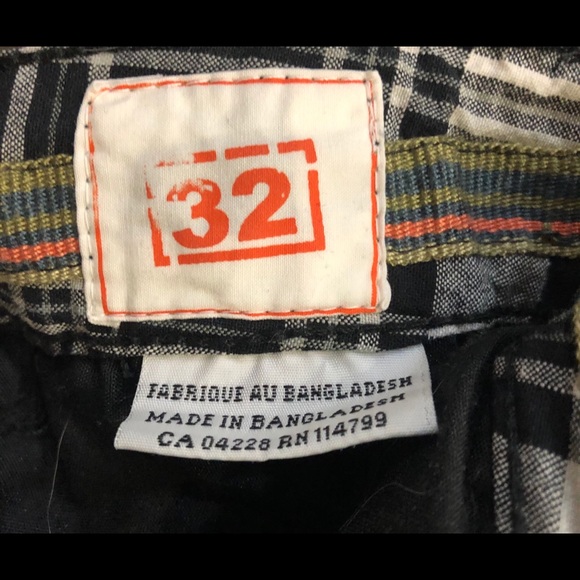 32
FABRIQUE AU BANGLADESH
MADE IN BANGLADESH
CA 04228 RN 114799